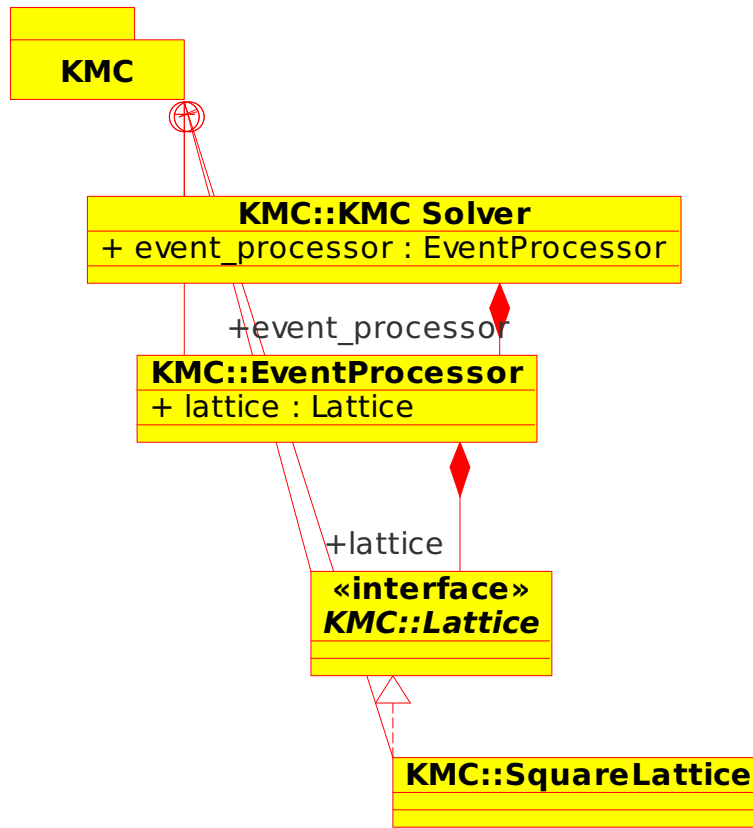 KMC
KMC::KMC Solver
+ event_processor : EventProcessor
+event_processor
KMC::EventProcessor
+ lattice : Lattice
+lattice
«interface»
KMC::Lattice
KMC::SquareLattice